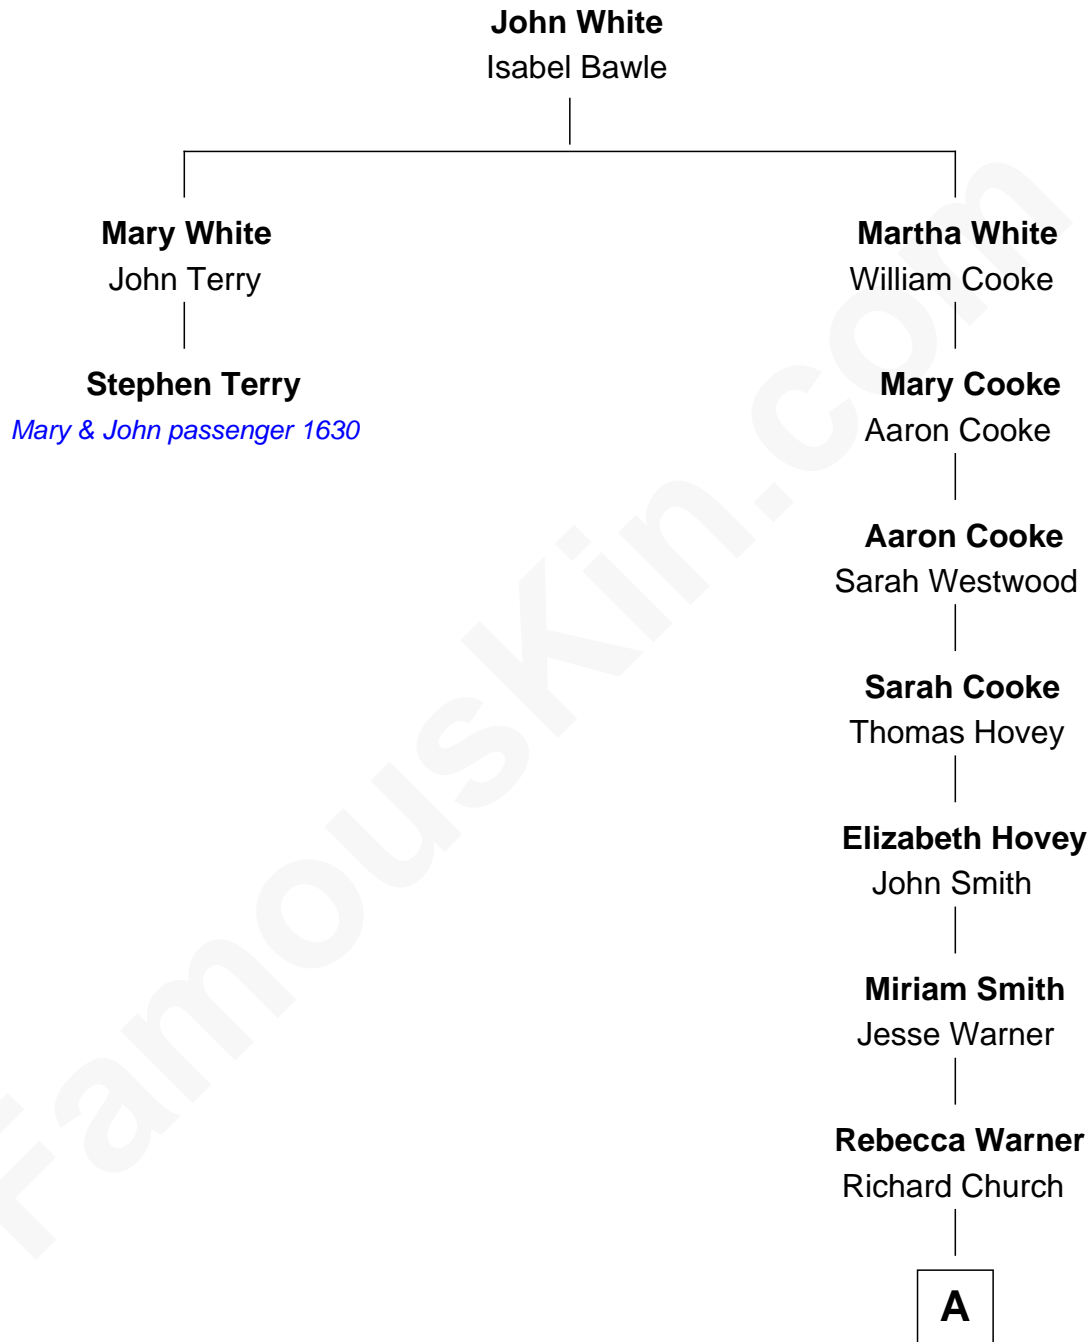 John White
Isabel Bawle
Mary White
John Terry
Martha White
William Cooke
Stephen Terry
Mary & John passenger 1630
Mary Cooke
Aaron Cooke
Aaron Cooke
Sarah Westwood
Sarah Cooke
Thomas Hovey
Elizabeth Hovey
John Smith
Miriam Smith
Jesse Warner
Rebecca Warner
Richard Church
A
FamousKin.com